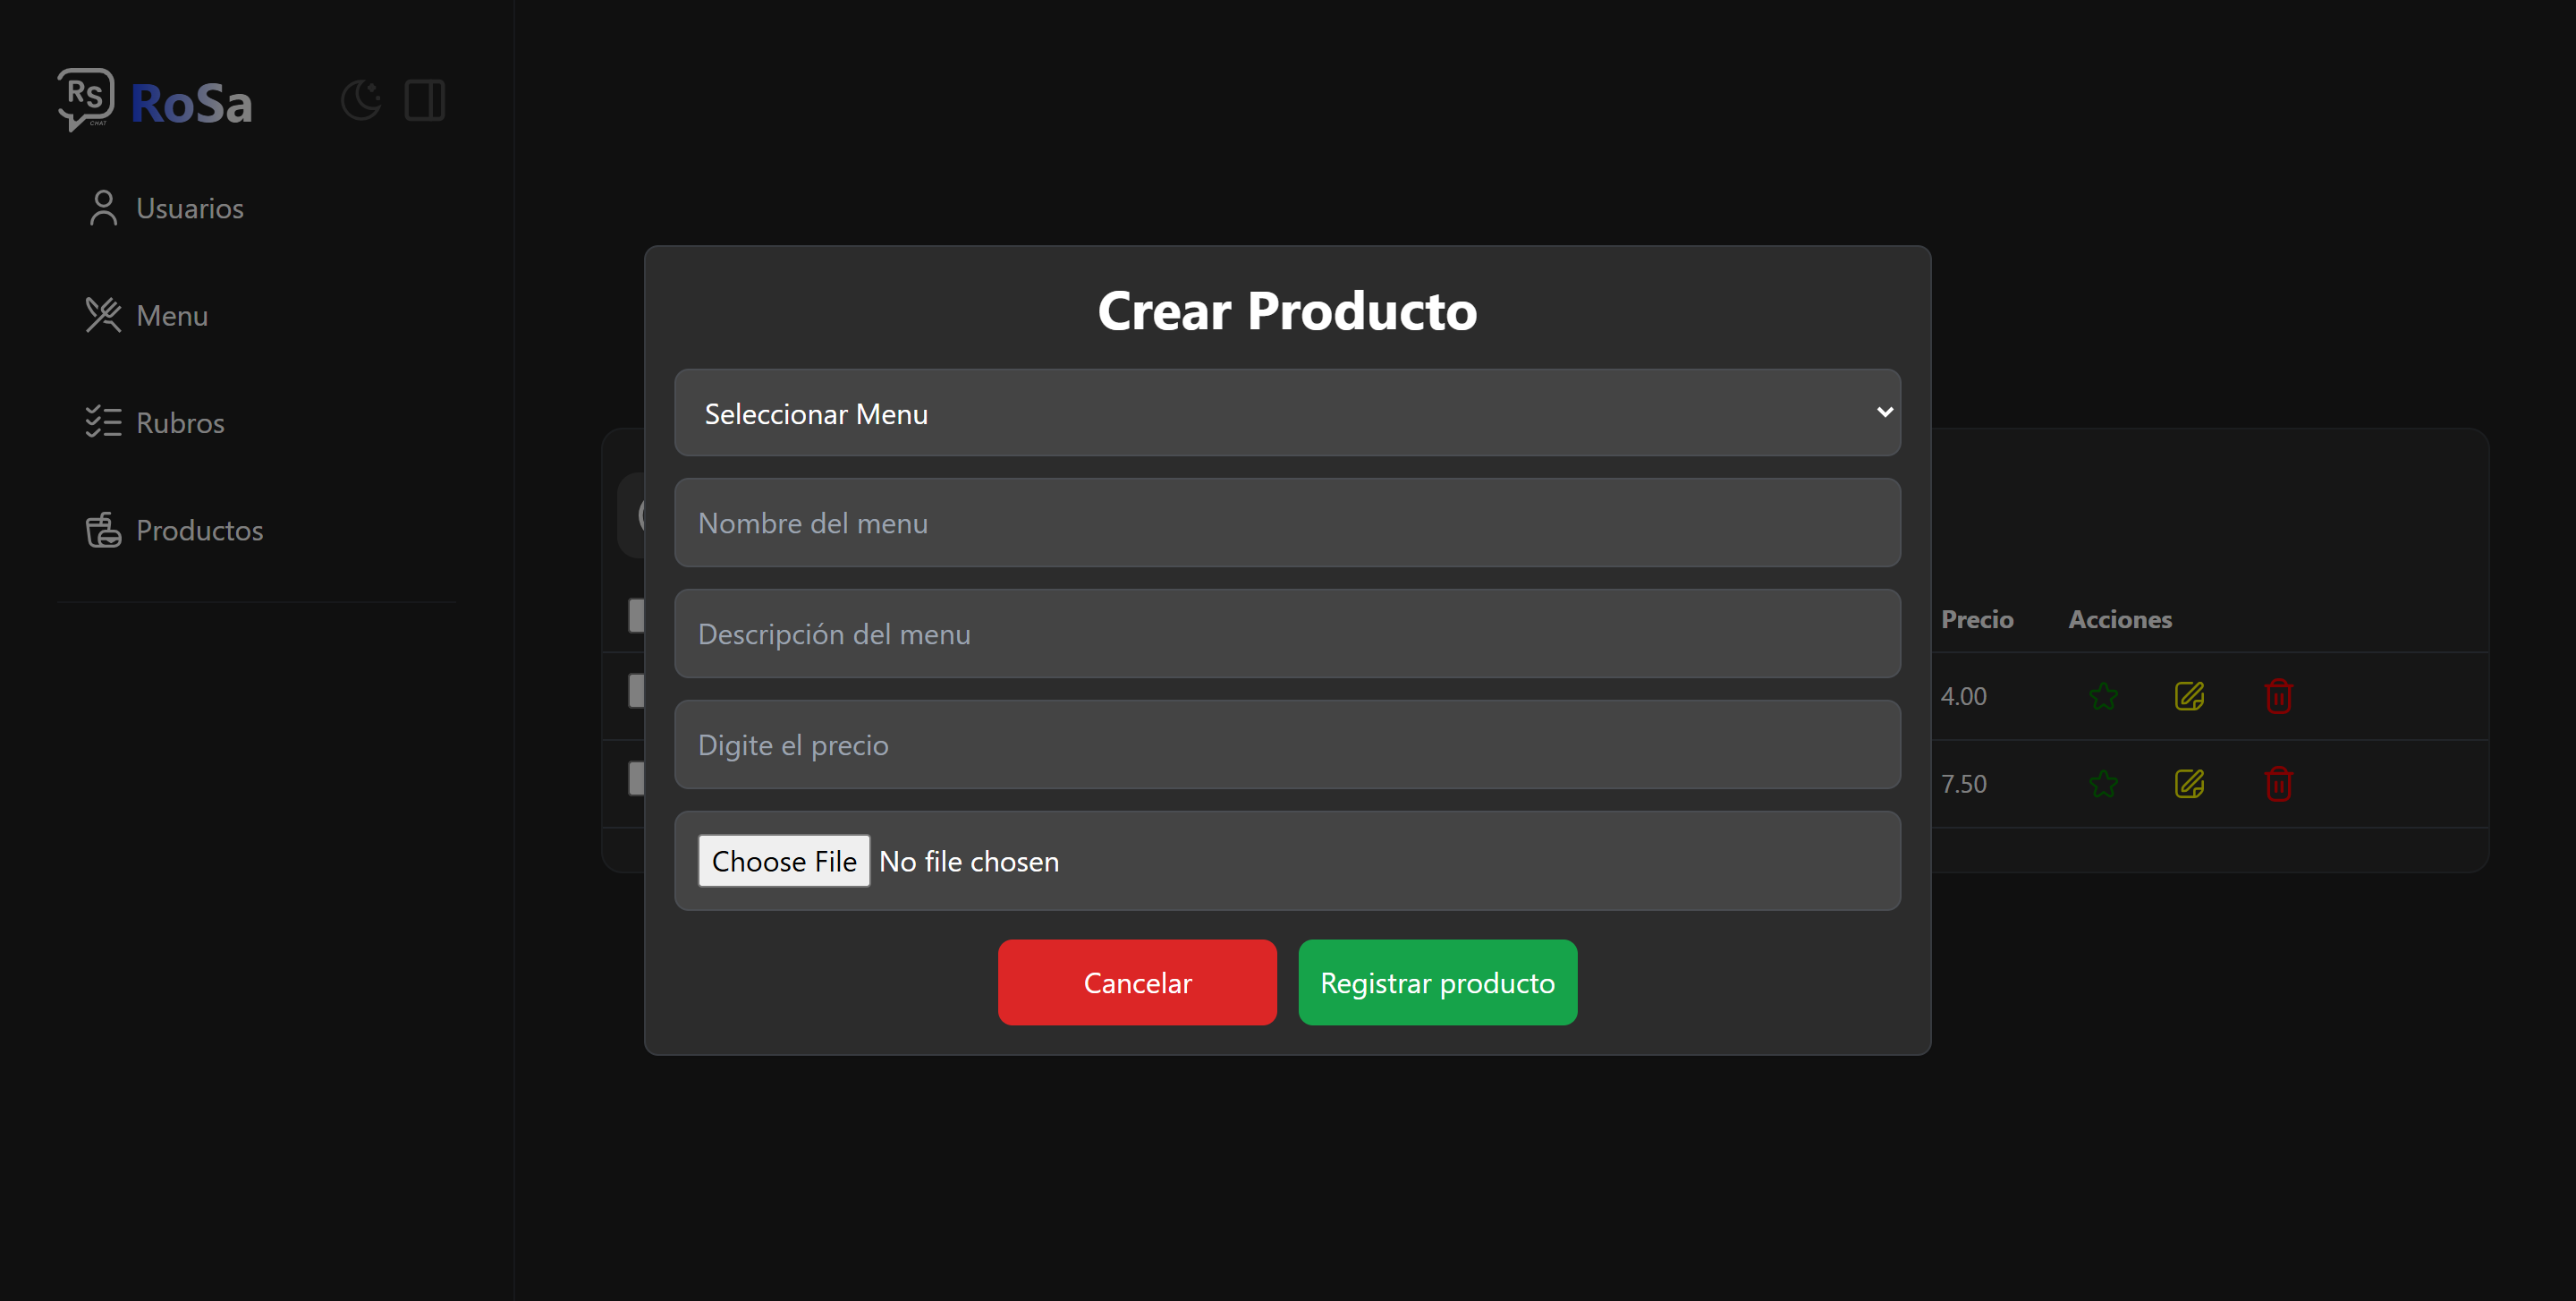 RS
CHAT
RoSa
Usuarios
Menu
Rubros
Productos
Crear Producto
Seleccionar Menu
Nombre del menu
Descripción del menu
Digite el precio
Choose File No file chosen
Cancelar
Registrar producto
Precio Acciones
4.00
7.50